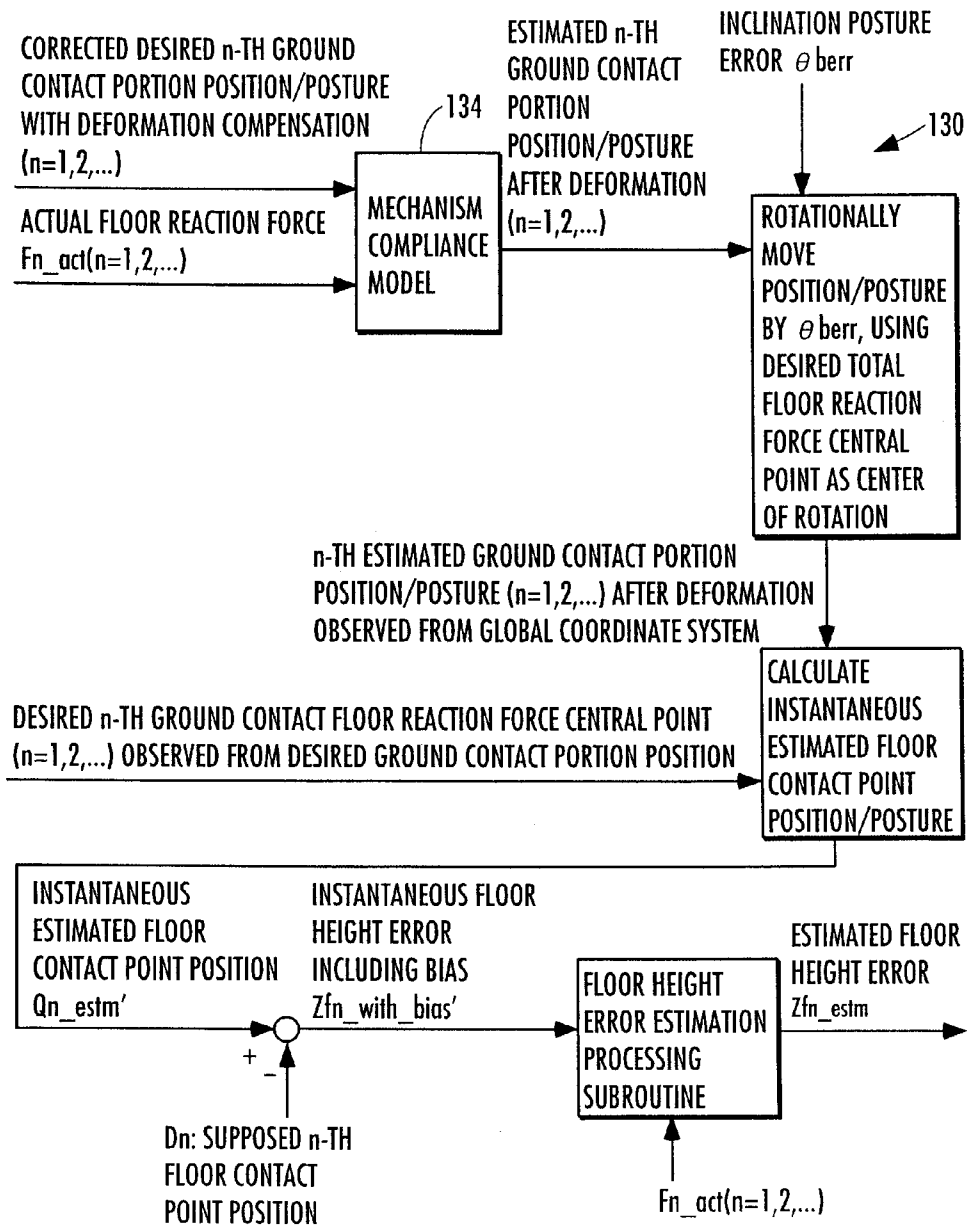 CORRECTED DESIRED n-TH GROUND
CONTACT PORTION POSITION/POSTURE
WITH DEFORMATION COMPENSATION
(n=1,2,...)
ACTUAL FLOOR REACTION FORCE
Fn_act(n=1,2,...)
134
MECHANISM
COMPLIANCE
MODEL
ESTIMATED n-TH
GROUND CONTACT
PORTION
POSITION/POSTURE
AFTER DEFORMATION
(n=1,2,...)
INCLINATION POSTURE
ERROR θ berr
130
ROTATIONALLY
MOVE
POSITION/POSTURE
BY θ berr, USING
DESIRED TOTAL
FLOOR REACTION
FORCE CENTRAL
POINT AS CENTER
OF ROTATION
n-TH ESTIMATED GROUND CONTACT PORTION
POSITION/POSTURE (n=1,2,...) AFTER DEFORMATION
OBSERVED FROM GLOBAL COORDINATE SYSTEM
DESIRED n-TH GROUND CONTACT FLOOR REACTION FORCE CENTRAL POINT
(n=1,2,...) OBSERVED FROM DESIRED GROUND CONTACT PORTION POSITION
CALCULATE
INSTANTANEOUS
ESTIMATED FLOOR
CONTACT POINT
POSITION/POSTURE
INSTANTANEOUS
ESTIMATED FLOOR
CONTACT POINT POSITION
Qn_estm'
+
−
INSTANTANEOUS FLOOR
HEIGHT ERROR
INCLUDING BIAS
Zfn_with_bias'
Dn: SUPPOSED n-TH
FLOOR CONTACT
POINT POSITION
FLOOR HEIGHT
ERROR ESTIMATION
PROCESSING
SUBROUTINE
Fn_act(n=1,2,...)
ESTIMATED FLOOR
HEIGHT ERROR
Zfn_estm